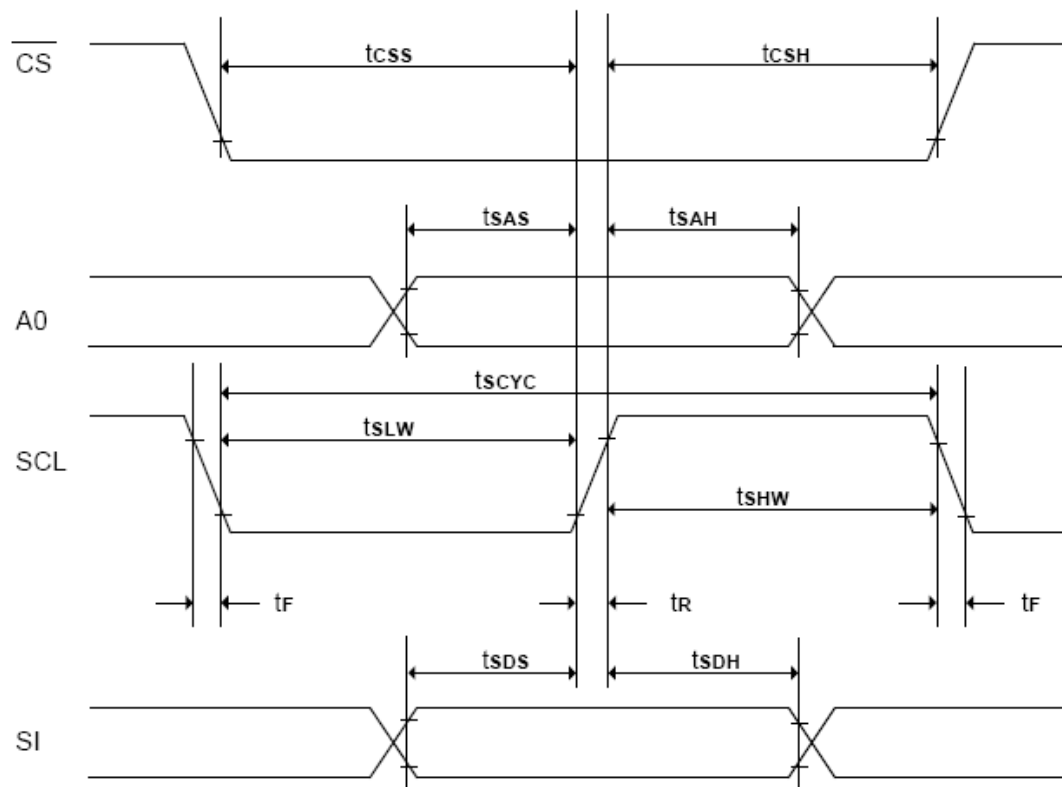 CS tCSS tCSH
tSAS tSAH
A0
tSCYC
tSLW
SCL
tSHW
tF tR tF
tSDS tSDH
SI